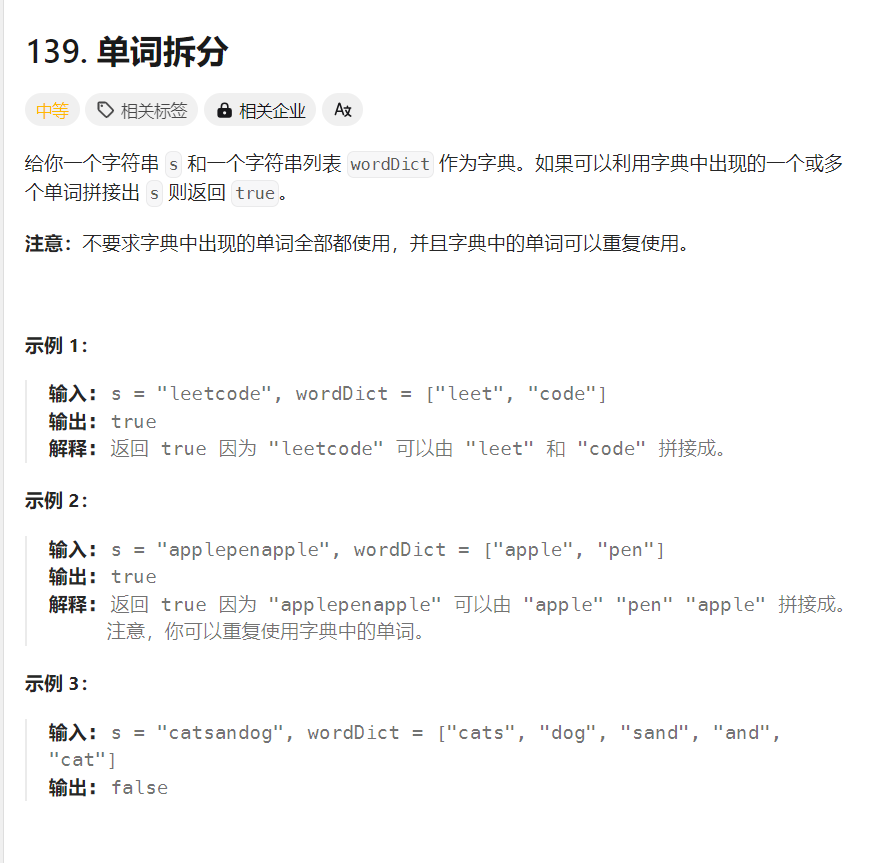 139. 单词拆分
中等 相关标签 相关企业
给你一个字符串 s 和一个字符串列表 wordDict 作为字典。如果可以利用字典中出现的一个或多
个单词拼接出 s 则返回 true。
注意：不要求字典中出现的单词全部都使用，并且字典中的单词可以重复使用。
示例 1：
输入: s = "leetcode", wordDict = ["leet", "code"]
输出: true
解释: 返回 true 因为 "leetcode" 可以由 "leet" 和 "code" 拼接成。
示例 2：
输入: s = "applepenapple", wordDict = ["apple", "pen"]
输出: true
解释: 返回 true 因为 "applepenapple" 可以由 "apple" "pen" "apple" 拼接成。
注意，你可以重复使用字典中的单词。
示例 3：
输入: s = "catsandog", wordDict = ["cats", "dog", "sand", "and",
"cat"]
输出: false